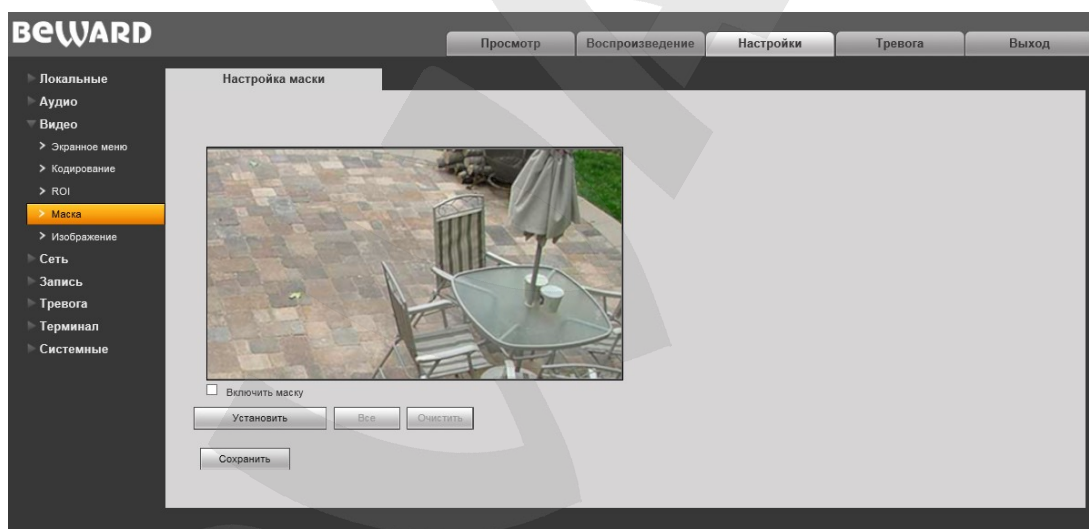 BEWARD
Просмотр Воспроизведение Настройки Тревога Выход
Локальные
Аудио
Видео
Экранное меню
Кодирование
ROI
Маска
Изображение
Сеть
Запись
Тревога
Терминал
Системные
Настройка маски
Включить маску
Установить Все Очистить
Сохранить